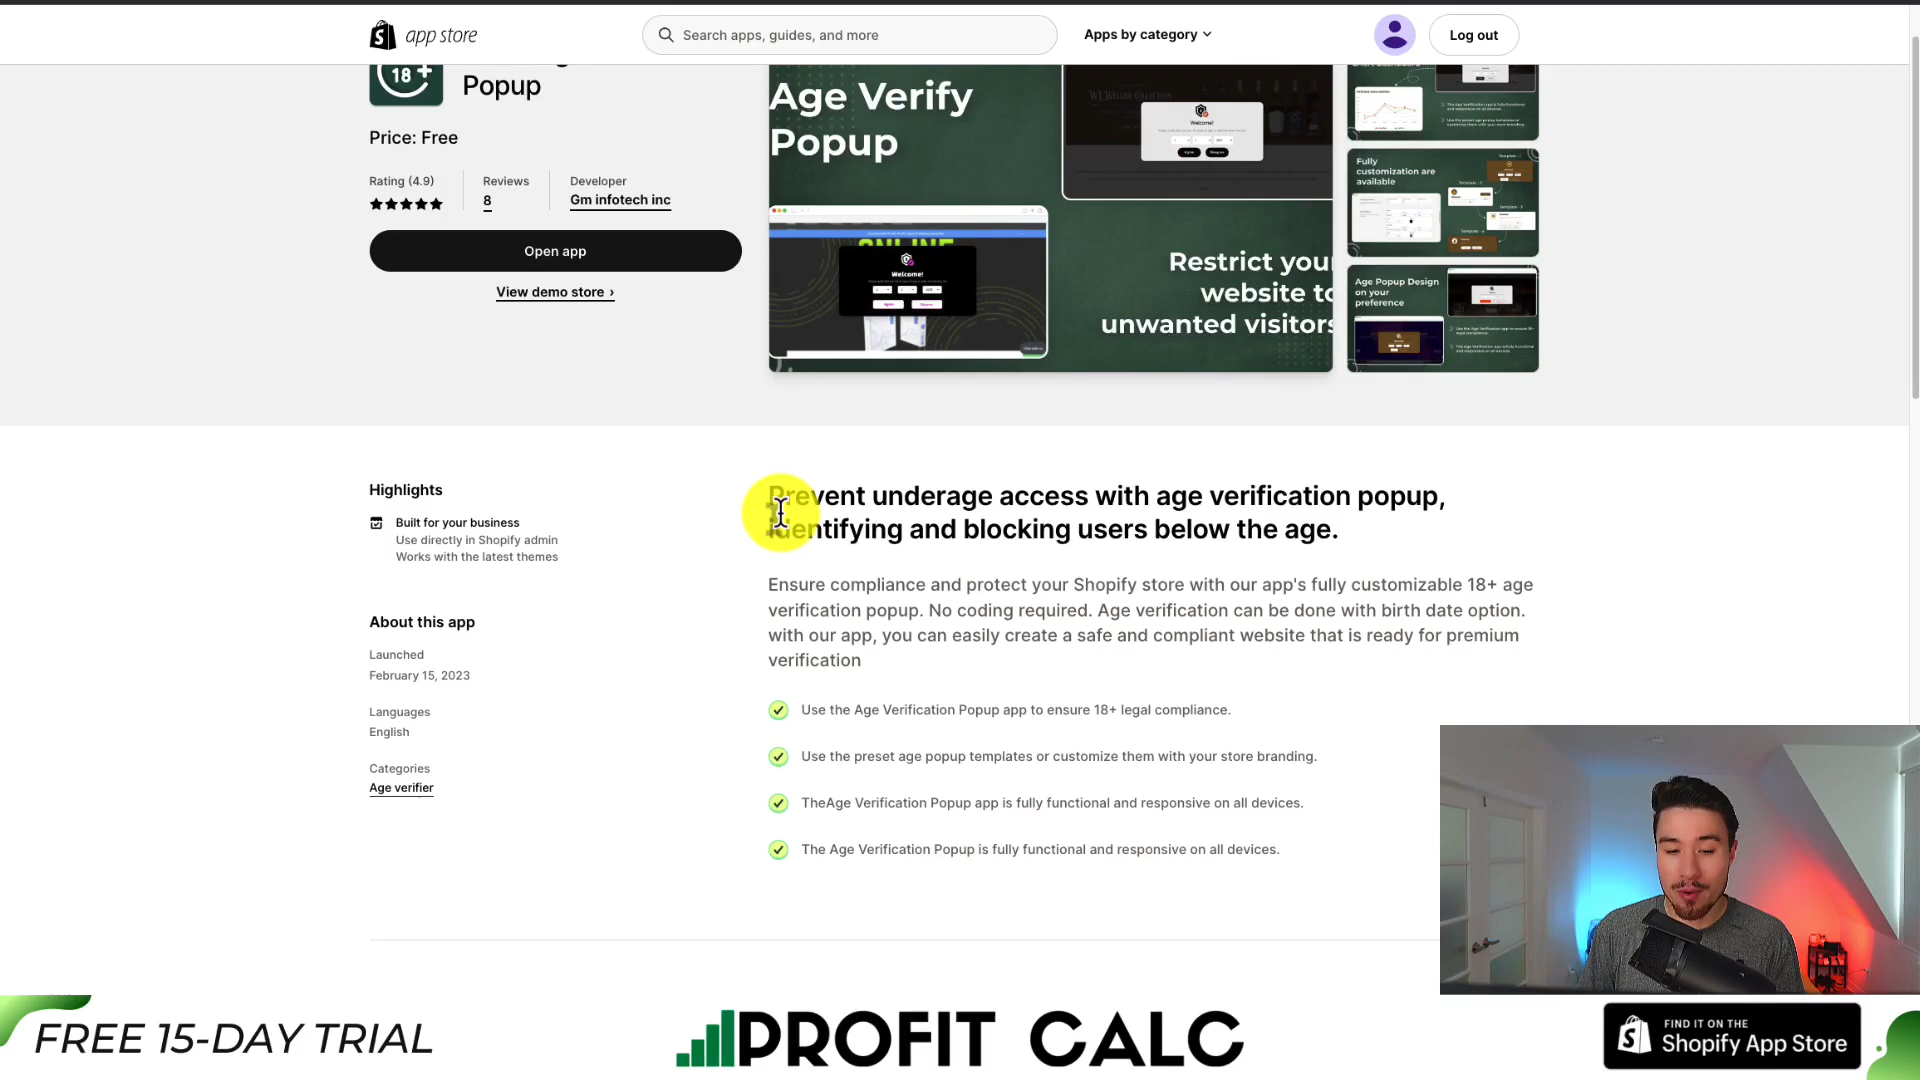 app store
Search apps, guides, and more
Apps by category
Log out
18+
Popup
Price: Free
Rating (4.9)
Reviews
8
Developer
Gm infotech inc
Open app
View demo store ›
Age Verify
Popup
Welcome!
ONLINE
Welcome!
Restrict your
website to
unwanted visitors
Fully
customization are
available
Age Popup Design
on your
preference
Highlights
Built for your business
Use directly in Shopify admin
Works with the latest themes
About this app
Launched
February 15, 2023
Languages
English
Categories
Age verifier
Prevent underage access with age verification popup,
identifying and blocking users below the age.
Ensure compliance and protect your Shopify store with our app's fully customizable 18+ age
verification popup. No coding required. Age verification can be done with birth date option.
with our app, you can easily create a safe and compliant website that is ready for premium
verification
Use the Age Verification Popup app to ensure 18+ legal compliance.
Use the preset age popup templates or customize them with your store branding.
TheAge Verification Popup app is fully functional and responsive on all devices.
The Age Verification Popup is fully functional and responsive on all devices.
FREE 15-DAY TRIAL
PROFIT CALC
FIND IT ON THE
Shopify App Store